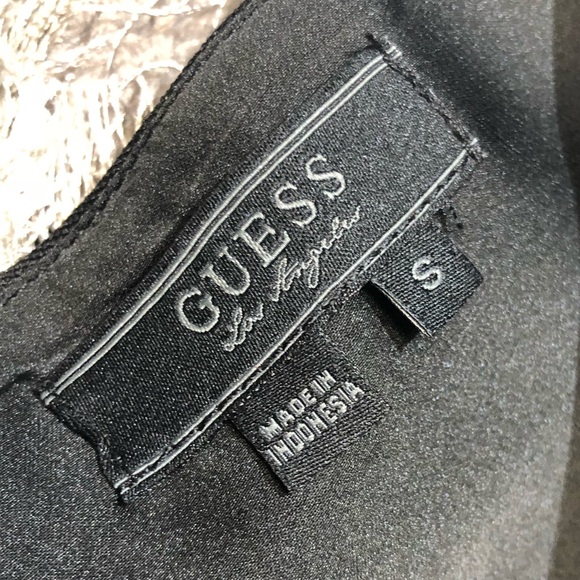 GUESS
Los Angeles
S
MADE IN
INDONESIA